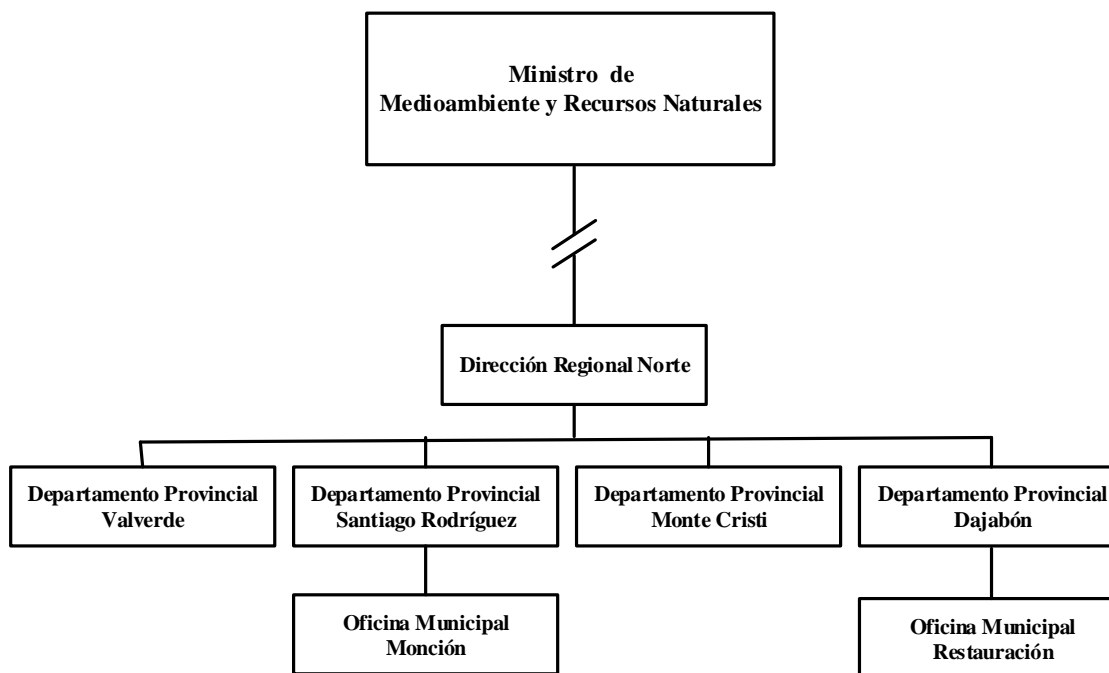 Ministro de
Medioambiente y Recursos Naturales
Dirección Regional Norte
Departamento Provincial
Valverde
Departamento Provincial
Santiago Rodríguez
Departamento Provincial
Monte Cristi
Departamento Provincial
Dajabón
Oficina Municipal
Monción
Oficina Municipal
Restauración